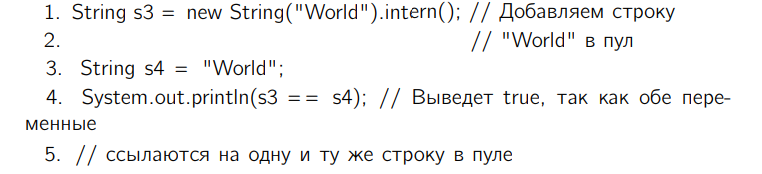 1. String s3 = new String("World").intern(); // Добавляем строку
2. // "World" в пул
3. String s4 = "World";
4. System.out.println(s3 == s4); // Выведет true, так как обе пере-
менные
5. // ссылаются на одну и ту же строку в пуле